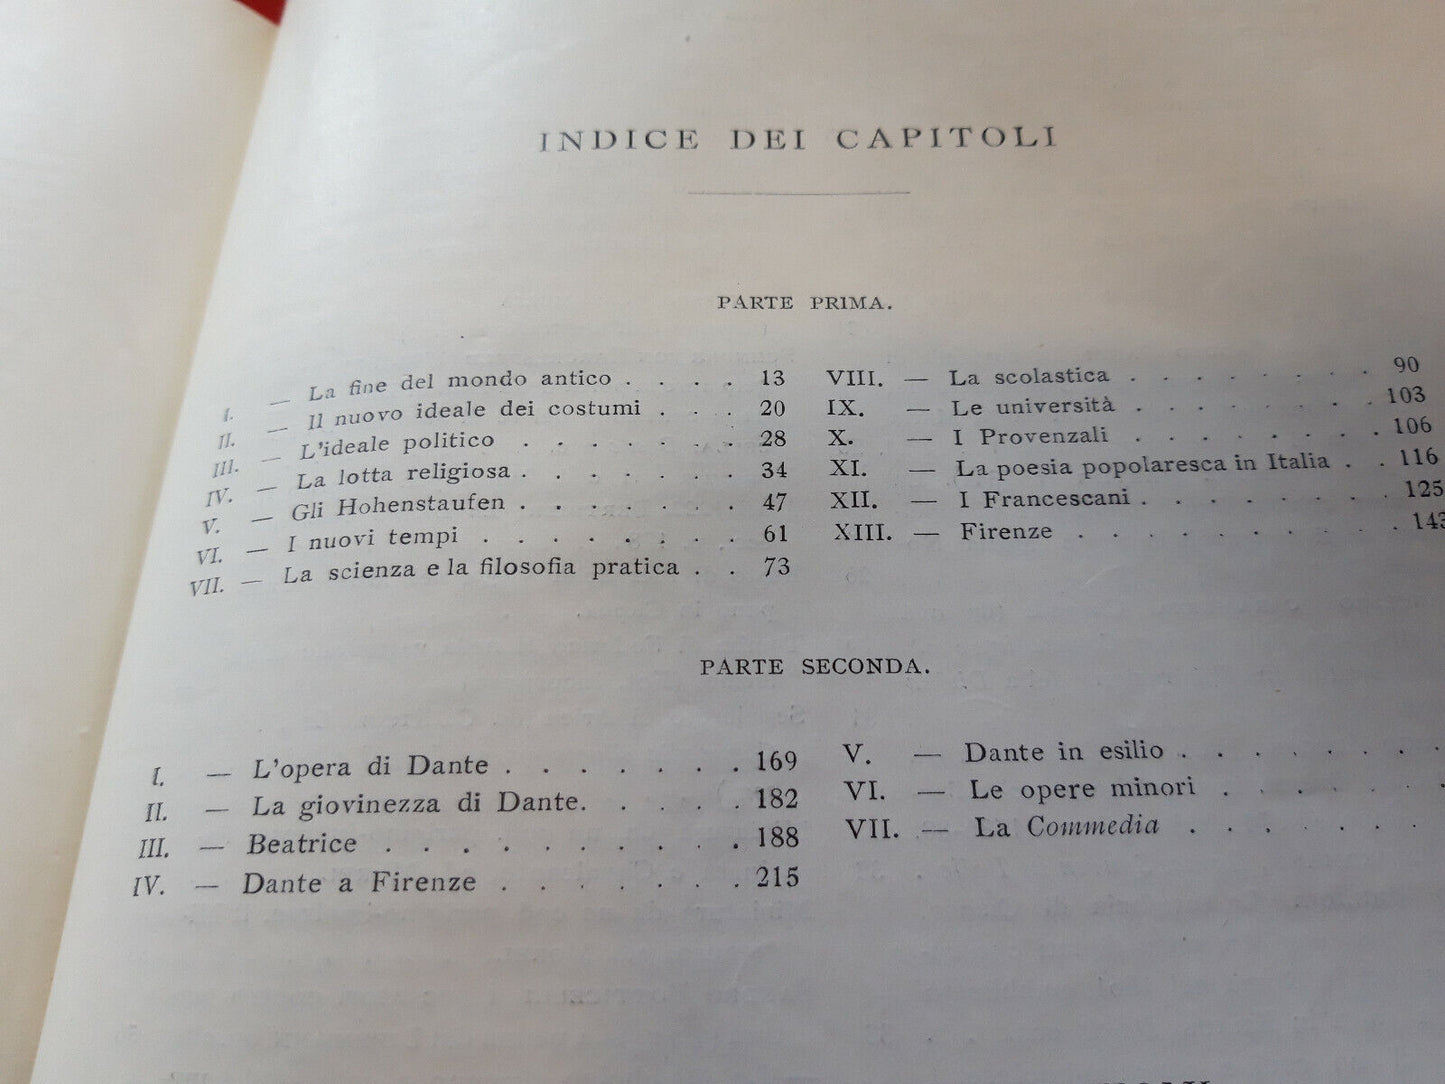 INDICE DEI CAPITOLI
PARTE PRIMA.
I. — La fine del mondo antico . . . . 13
II. — Il nuovo ideale dei costumi . . . 20
III. — L'ideale politico . . . . . . 28
IV. — La lotta religiosa . . . . . . 34
V. — Gli Hohenstaufen . . . . . . 47
VI. — I nuovi tempi . . . . . . . 61
VII. — La scienza e la filosofia pratica . . 73
VIII. — La scolastica . . . . . . . . 90
IX. — Le università . . . . . . . . 103
X. — I Provenzali . . . . . . . . 106
XI. — La poesia popolaresca in Italia . . 116
XII. — I Francescani . . . . . . . 125
XIII. — Firenze . . . . . . . . . 143
PARTE SECONDA.
I. — L'opera di Dante . . . . . . . 169
II. — La giovinezza di Dante. . . . . 182
III. — Beatrice . . . . . . . . . . 188
IV. — Dante a Firenze . . . . . . . 215
V. — Dante in esilio . . . . . . . .
VI. — Le opere minori . . . . . . .
VII. — La Commedia . . . . . . .